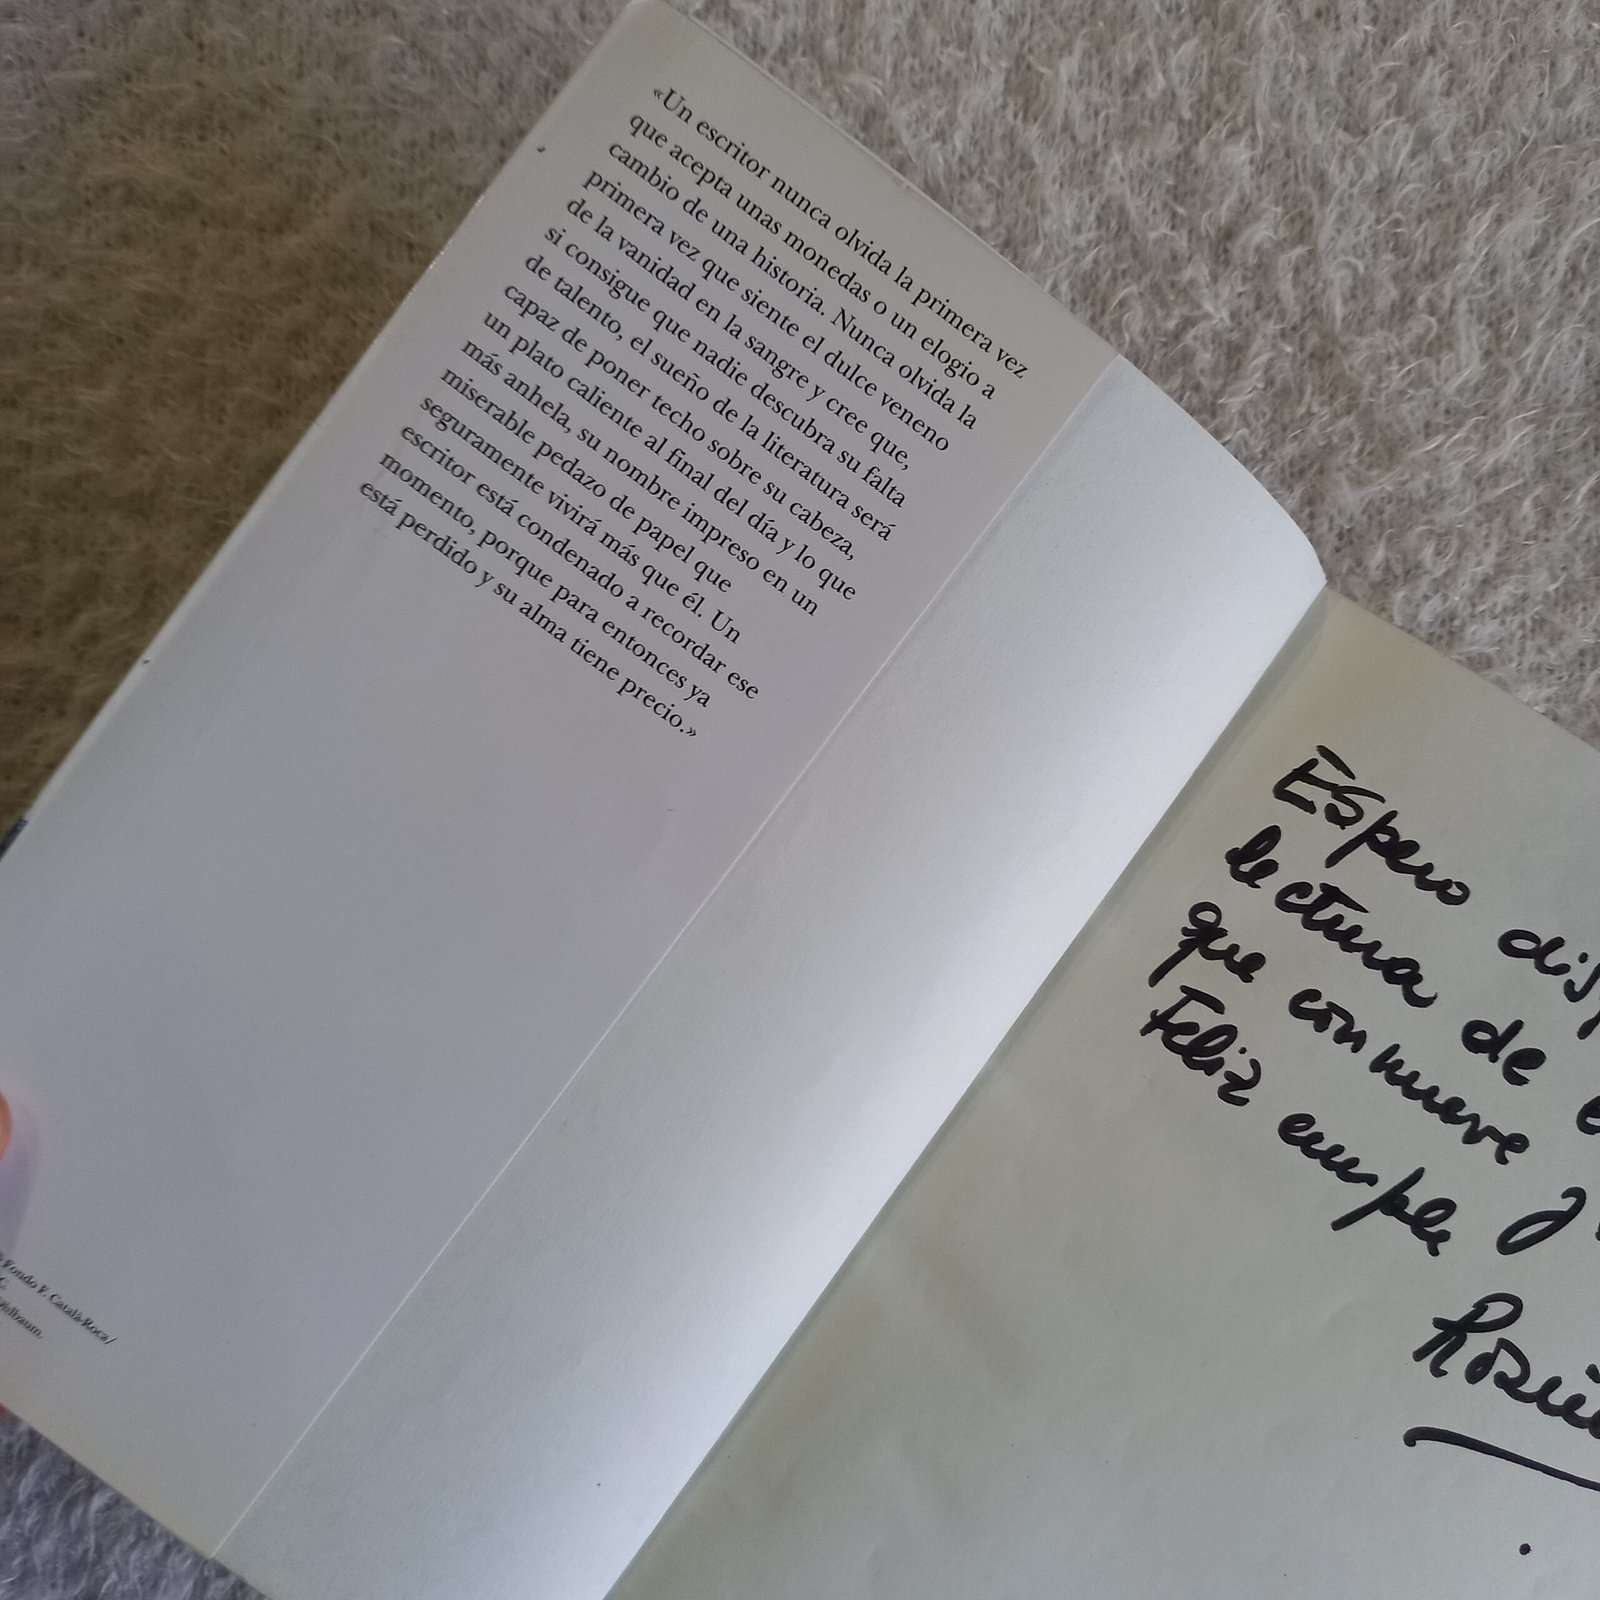 «Un escritor nunca olvida la primera vez
que acepta unas monedas o un elogio a
cambio de una historia. Nunca olvida la
primera vez que siente el dulce veneno
de la vanidad en la sangre y cree que,
si consigue que nadie descubra su falta
de talento, el sueño de la literatura será
capaz de poner techo sobre su cabeza,
un plato caliente al final del día y lo que
más anhela, su nombre impreso en un
miserable pedazo de papel que
seguramente vivirá más que él. Un
escritor está condenado a recordar ese
momento, porque para entonces ya
está perdido y su alma tiene precio.»
Fondo F. Català-Roca/
Espero
lectura de
que conmueve
Feliz cumple